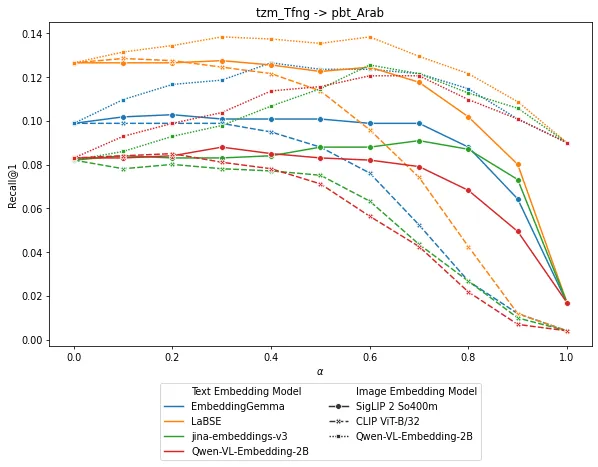 tzm_Tfng -> pbt_Arab
0.14
0.12
0.10
0.08
0.06
0.04
0.02
0.00
Recall@1
0.0 0.2 0.4 0.6 0.8 1.0
α
Text Embedding Model
EmbeddingGemma
LaBSE
jina-embeddings-v3
Qwen-VL-Embedding-2B
Image Embedding Model
SigLIP 2 So400m
CLIP ViT-B/32
Qwen-VL-Embedding-2B